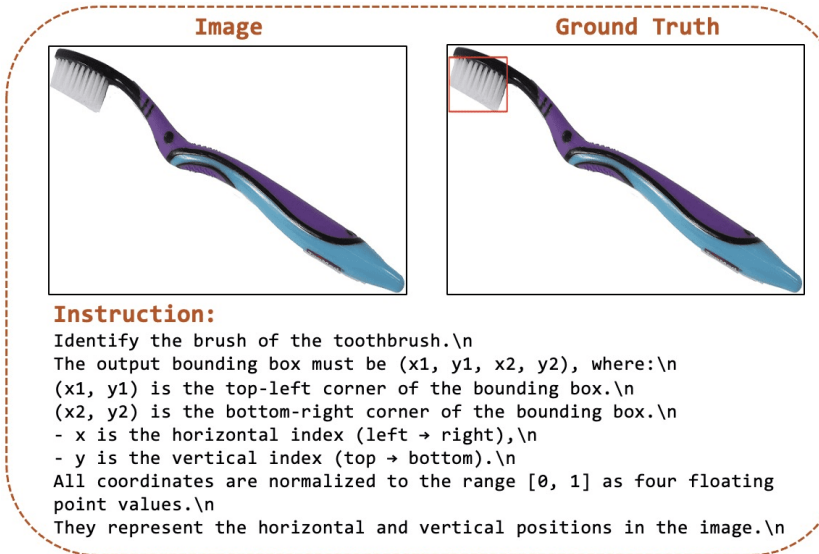 Image
Ground Truth
Instruction:
Identify the brush of the toothbrush.\n
The output bounding box must be (x1, y1, x2, y2), where:\n
(x1, y1) is the top-left corner of the bounding box.\n
(x2, y2) is the bottom-right corner of the bounding box.\n
- x is the horizontal index (left → right),\n
- y is the vertical index (top → bottom).\n
All coordinates are normalized to the range [0, 1] as four floating
point values.\n
They represent the horizontal and vertical positions in the image.\n